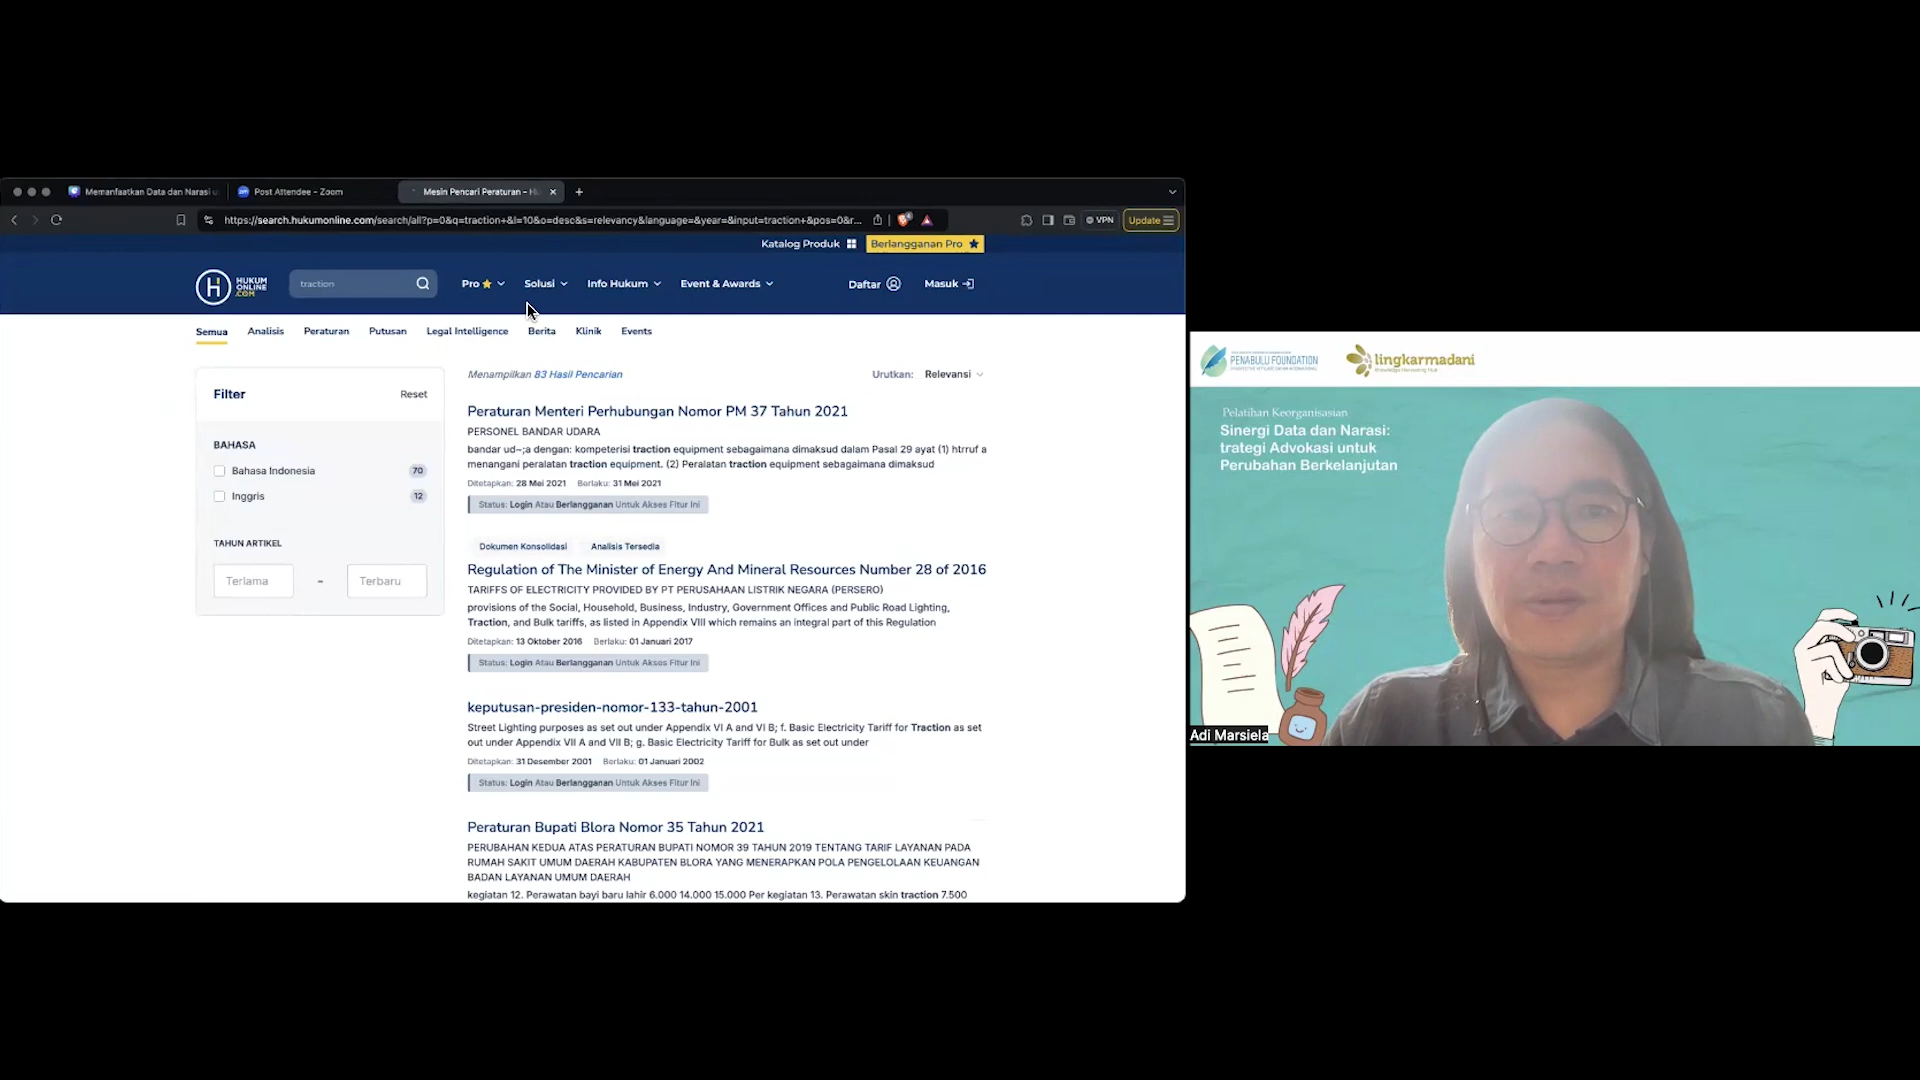 Memanfaatkan Data dan Narasi u
Post Attendee - Zoom
Mesin Pencari Peraturan - H
https://search.hukumonline.com/search/all?p=0&q=traction+&l=10&o=desc&s=relevancy&language=&year=&input=traction+&pos=0&r...
VPN
Update
Katalog Produk
Berlangganan Pro
HUKUM
ONLINE
.COM
traction
Pro
Solusi
Info Hukum
Event & Awards
Daftar
Masuk
Semua
Analisis
Peraturan
Putusan
Legal Intelligence
Berita
Klinik
Events
Filter
Reset
BAHASA
Bahasa Indonesia 70
Inggris 12
TAHUN ARTIKEL
Terlama - Terbaru
Menampilkan 83 Hasil Pencarian
Urutkan: Relevansi
Peraturan Menteri Perhubungan Nomor PM 37 Tahun 2021
PERSONEL BANDAR UDARA
bandar ud~;a dengan: kompeterisi traction equipment sebagaimana dimaksud dalam Pasal 29 ayat (1) htrruf a
menangani peralatan traction equipment. (2) Peralatan traction equipment sebagaimana dimaksud
Ditetapkan: 28 Mei 2021 Berlaku: 31 Mei 2021
Status: Login Atau Berlangganan Untuk Akses Fitur Ini
Dokumen Konsolidasi
Analisis Tersedia
Regulation of The Minister of Energy And Mineral Resources Number 28 of 2016
TARIFFS OF ELECTRICITY PROVIDED BY PT PERUSAHAAN LISTRIK NEGARA (PERSERO)
provisions of the Social, Household, Business, Industry, Government Offices and Public Road Lighting,
Traction, and Bulk tariffs, as listed in Appendix VIII which remains an integral part of this Regulation
Ditetapkan: 13 Oktober 2016 Berlaku: 01 Januari 2017
Status: Login Atau Berlangganan Untuk Akses Fitur Ini
keputusan-presiden-nomor-133-tahun-2001
Street Lighting purposes as set out under Appendix VI A and VI B; f. Basic Electricity Tariff for Traction as set
out under Appendix VII A and VII B; g. Basic Electricity Tariff for Bulk as set out under
Ditetapkan: 31 Desember 2001 Berlaku: 01 Januari 2002
Status: Login Atau Berlangganan Untuk Akses Fitur Ini
Peraturan Bupati Blora Nomor 35 Tahun 2021
PERUBAHAN KEDUA ATAS PERATURAN BUPATI NOMOR 39 TAHUN 2019 TENTANG TARIF LAYANAN PADA
RUMAH SAKIT UMUM DAERAH KABUPATEN BLORA YANG MENERAPKAN POLA PENGELOLAAN KEUANGAN
BADAN LAYANAN UMUM DAERAH
kegiatan 12. Perawatan bayi baru lahir 6.000 14.000 15.000 Per kegiatan 13. Perawatan skin traction 7.500
PENABULU FOUNDATION
lingkarmadani
Pelatihan Keorganisasian
Sinergi Data dan Narasi:
trategi Advokasi untuk
Perubahan Berkelanjutan
Adi Marsiela